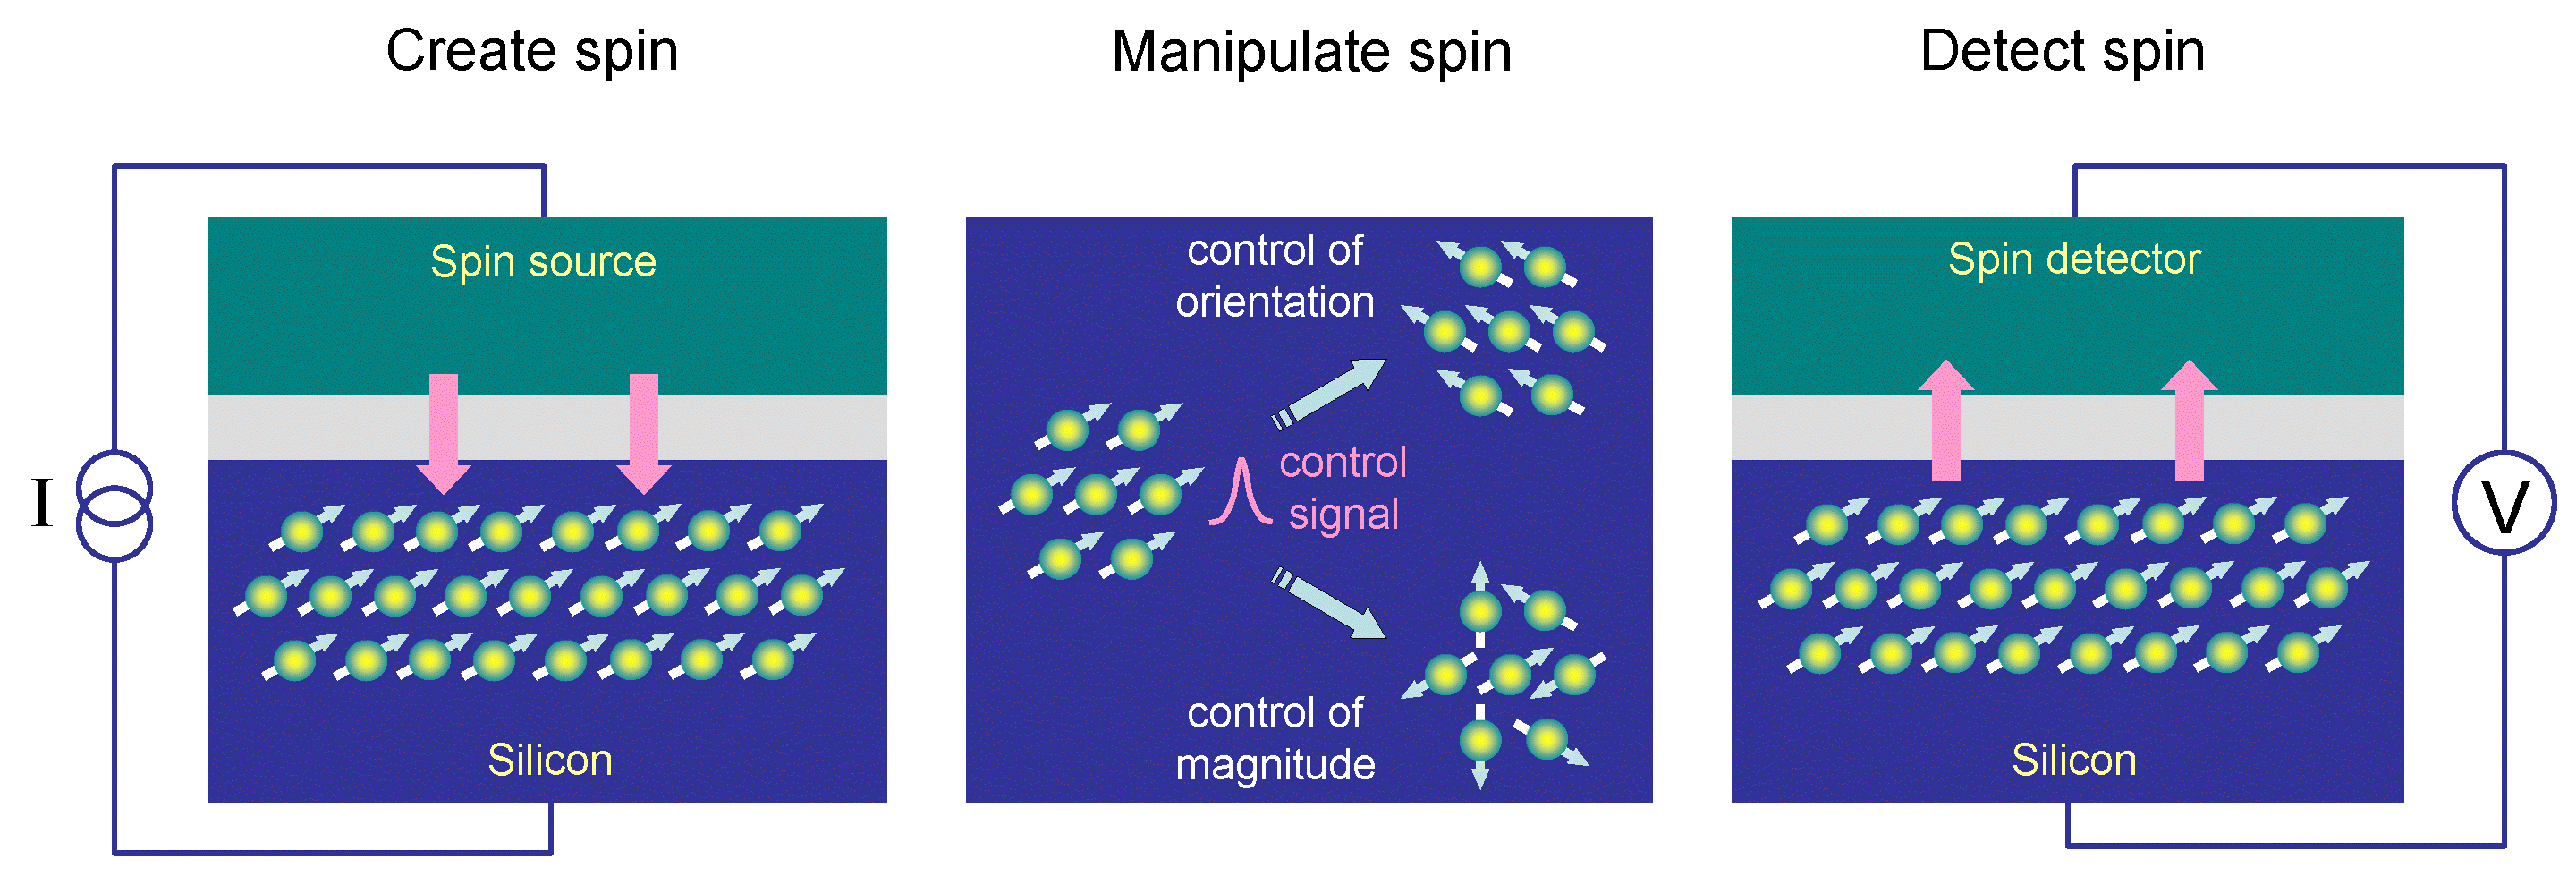 Create spin
Manipulate spin
Detect spin
Spin source
I
Silicon
control of
orientation
control
signal
control of
magnitude
Spin detector
V
Silicon